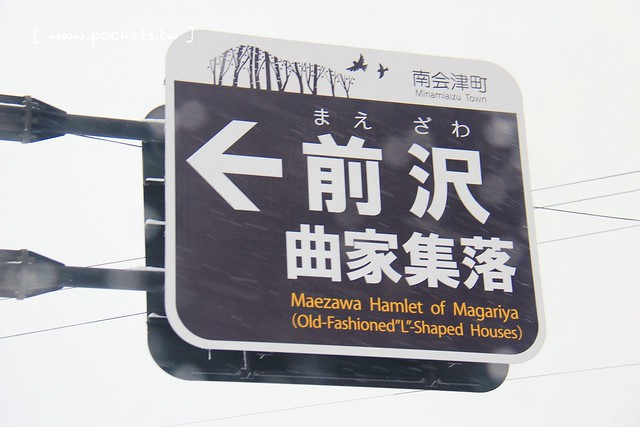 [ www.pockets.tw ]
南会津町
Minamiaizu Town
まえ ざわ
前沢
曲家集落
Maezawa Hamlet of Magariya
(Old-Fashioned"L"-Shaped Houses)